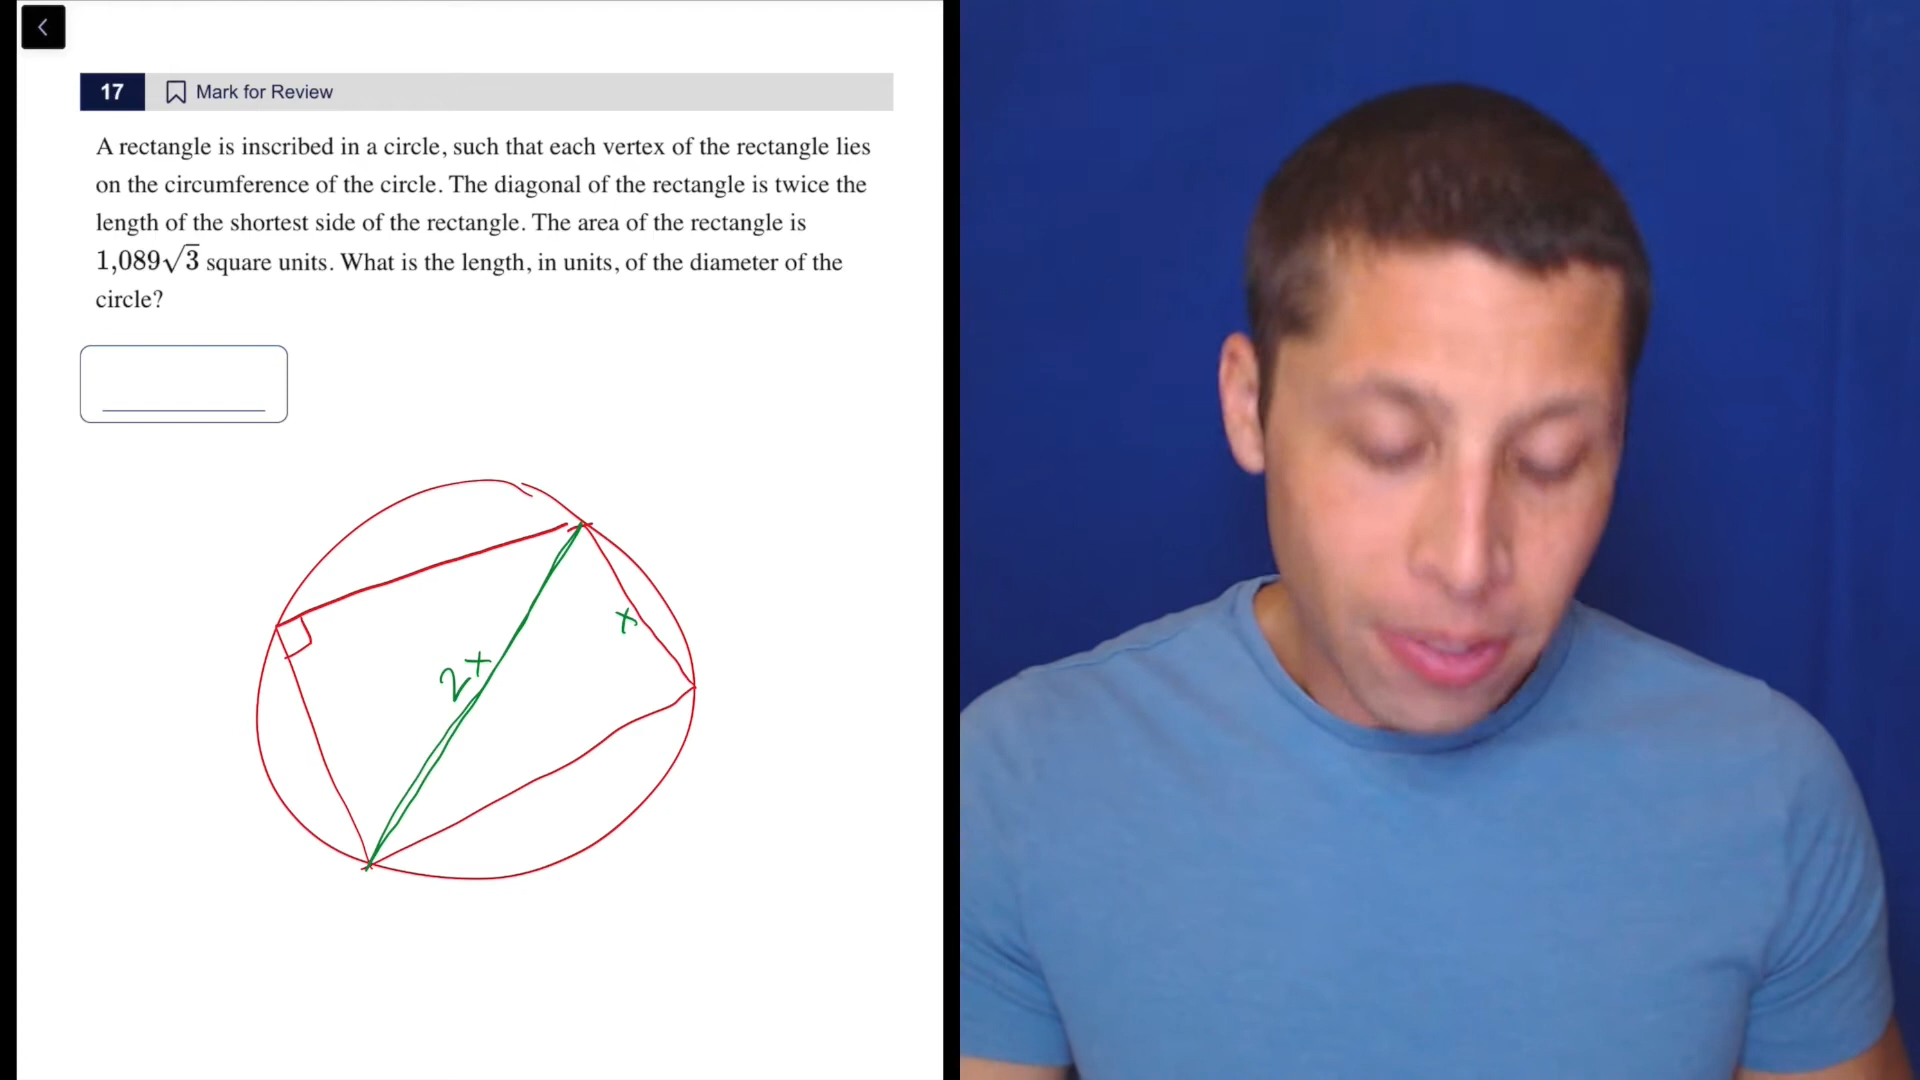 17 Mark for Review
A rectangle is inscribed in a circle, such that each vertex of the rectangle lies
on the circumference of the circle. The diagonal of the rectangle is twice the
length of the shortest side of the rectangle. The area of the rectangle is
1,089√3 square units. What is the length, in units, of the diameter of the
circle?
x
2x